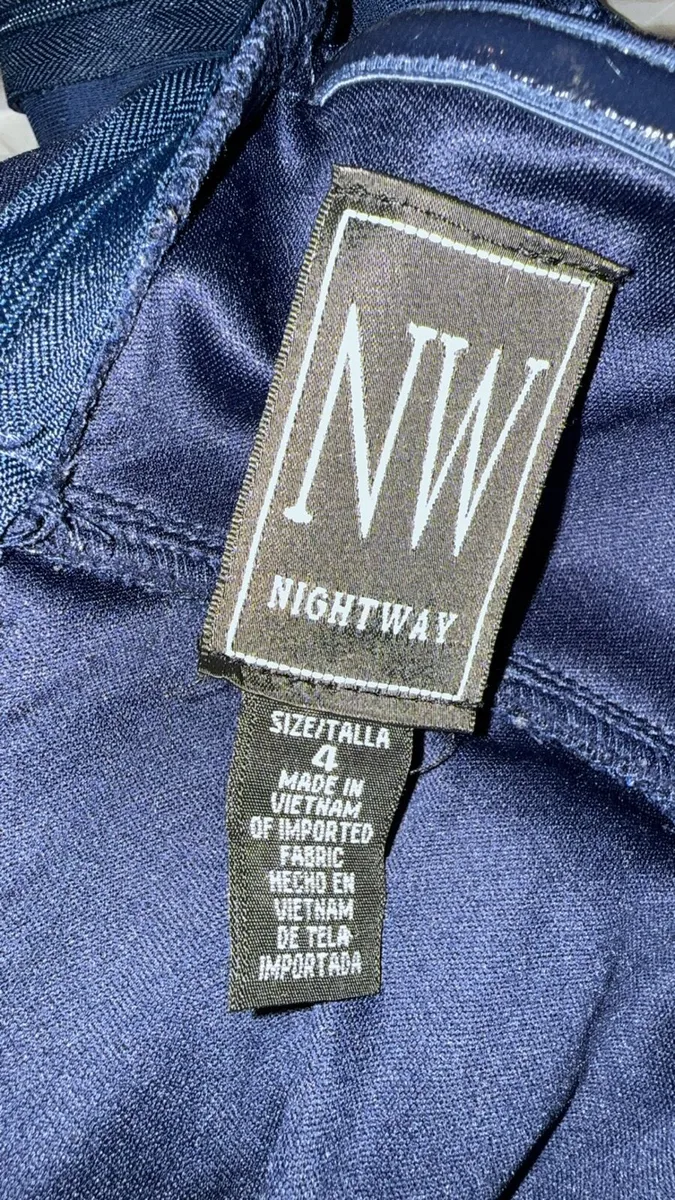 NW
NIGHTWAY
SIZE/TALLA
4
MADE IN
VIETNAM
OF IMPORTED
FABRIC
HECHO EN
VIETNAM
DE TELA
IMPORTADA